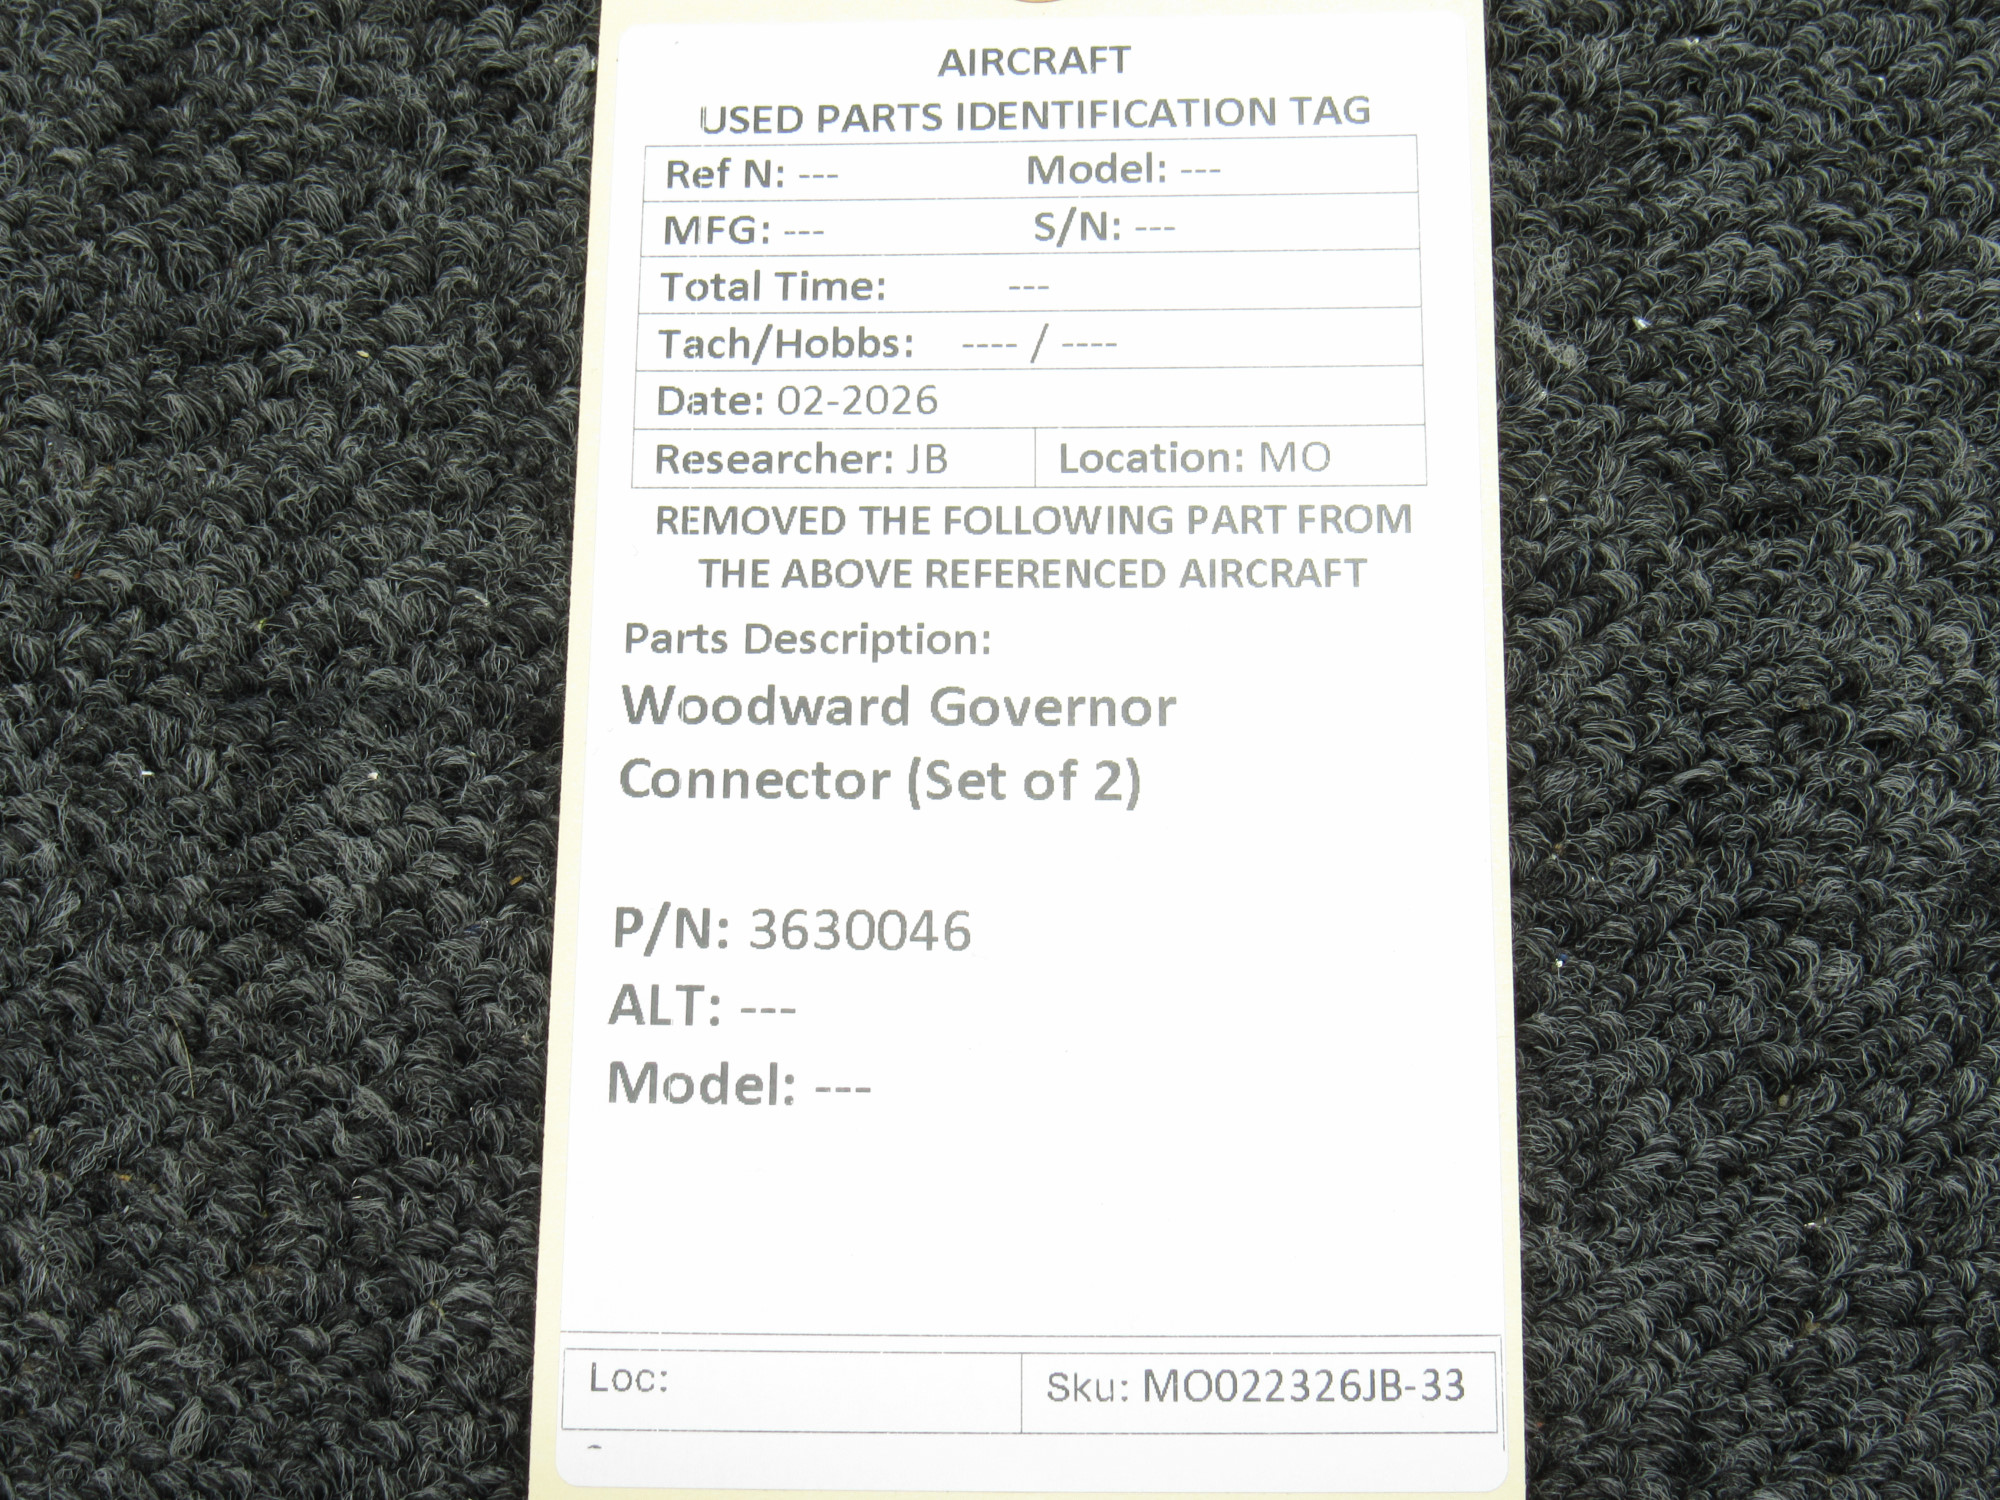 AIRCRAFT
USED PARTS IDENTIFICATION TAG
Ref N: --- Model: ---
MFG: --- S/N: ---
Total Time: ---
Tach/Hobbs: ---- / ----
Date: 02-2026
Researcher: JB Location: MO
REMOVED THE FOLLOWING PART FROM
THE ABOVE REFERENCED AIRCRAFT
Parts Description:
Woodward Governor
Connector (Set of 2)
P/N: 3630046
ALT: ---
Model: ---
Loc: Sku: MO022326JB-33